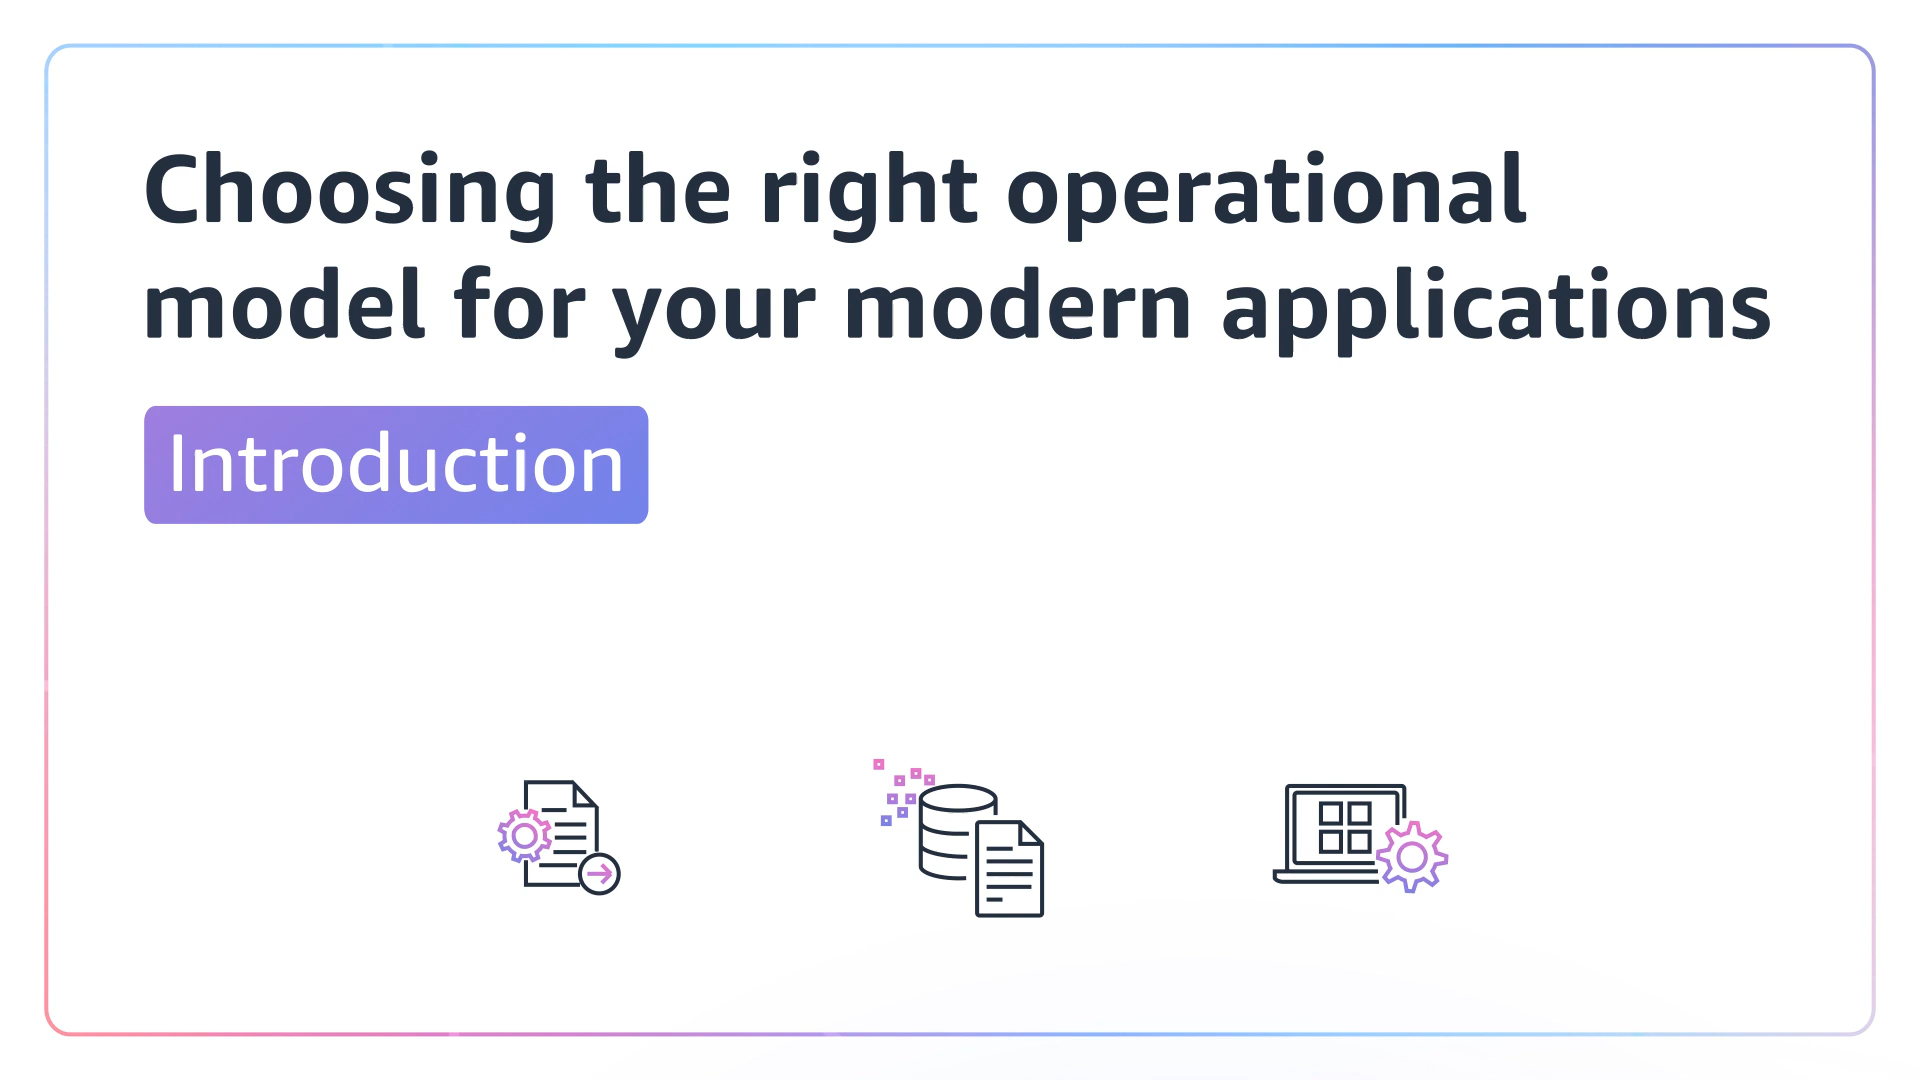 Choosing the right operational
model for your modern applications
Introduction